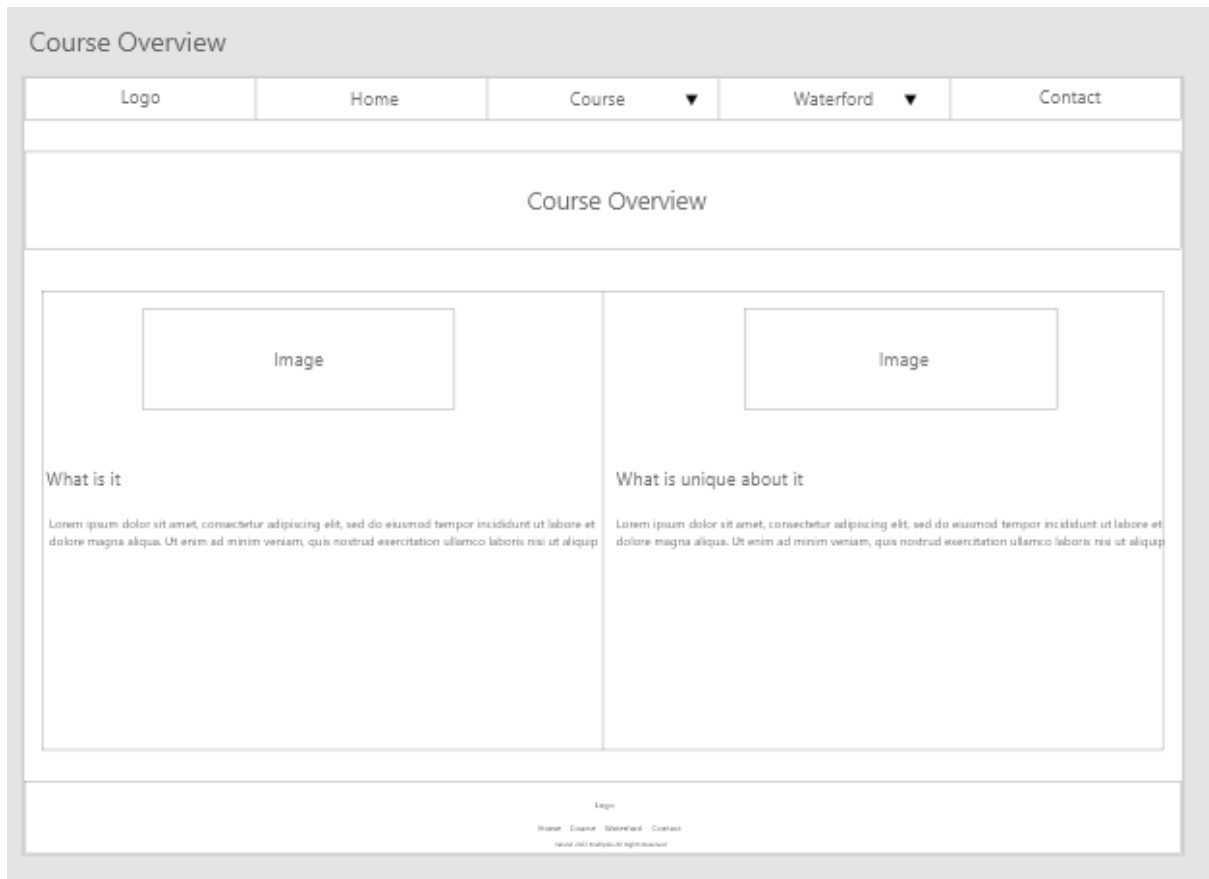 Course Overview
Logo Home Course ▼ Waterford ▼ Contact
Course Overview
Image Image
What is it
Lorem ipsum dolor sit amet, consectetur adipiscing elit, sed do eiusmod tempor incididunt ut labore et
dolore magna aliqua. Ut enim ad minim veniam, quis nostrud exercitation ullamco laboris nisi ut aliquip
What is unique about it
Lorem ipsum dolor sit amet, consectetur adipiscing elit, sed do eiusmod tempor incididunt ut labore et
dolore magna aliqua. Ut enim ad minim veniam, quis nostrud exercitation ullamco laboris nisi ut aliquip
Logo
Home Course Waterford Contact
All Rights Reserved